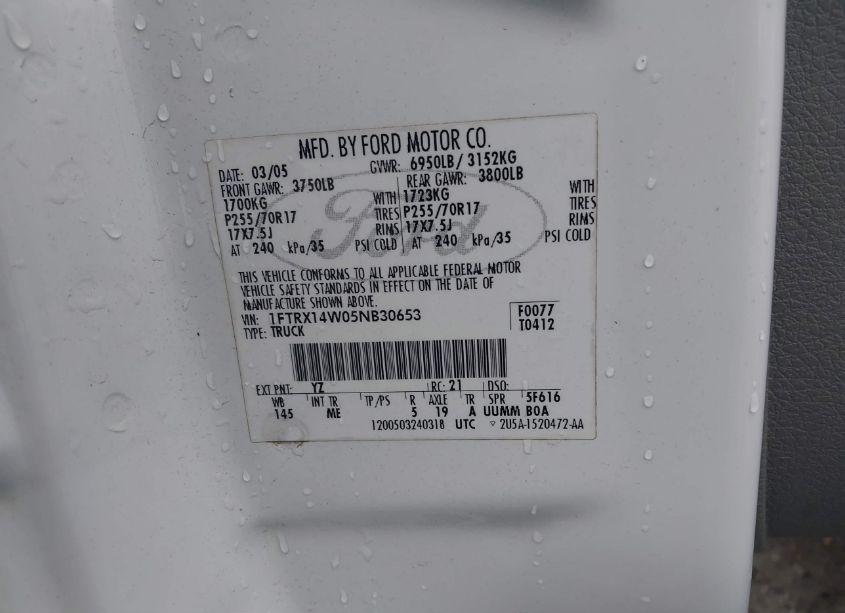 MFD. BY FORD MOTOR CO.
DATE: 03/05 GVWR: 6950LB/ 3152KG
FRONT GAWR: 3750LB REAR GAWR: 3800LB
1700KG WITH 1723KG WITH
P255/70R17 TIRES P255/70R17 TIRES
17X7.5J RIMS 17X7.5J RIMS
AT 240 kPa/35 PSI COLD AT 240 kPa/35 PSI COLD
Ford
THIS VEHICLE CONFORMS TO ALL APPLICABLE FEDERAL MOTOR
VEHICLE SAFETY STANDARDS IN EFFECT ON THE DATE OF
MANUFACTURE SHOWN ABOVE.
VIN: 1FTRX14W05NB30653 F0077
TYPE: TRUCK T0412
EXT PNT: YZ RC: 21 DSO:
WB INT TR TP/PS R AXLE TR SPR 5F616
145 ME 5 19 A UUMM BOA
1200503240318 UTC ▽ 2U5A-1520472-AA